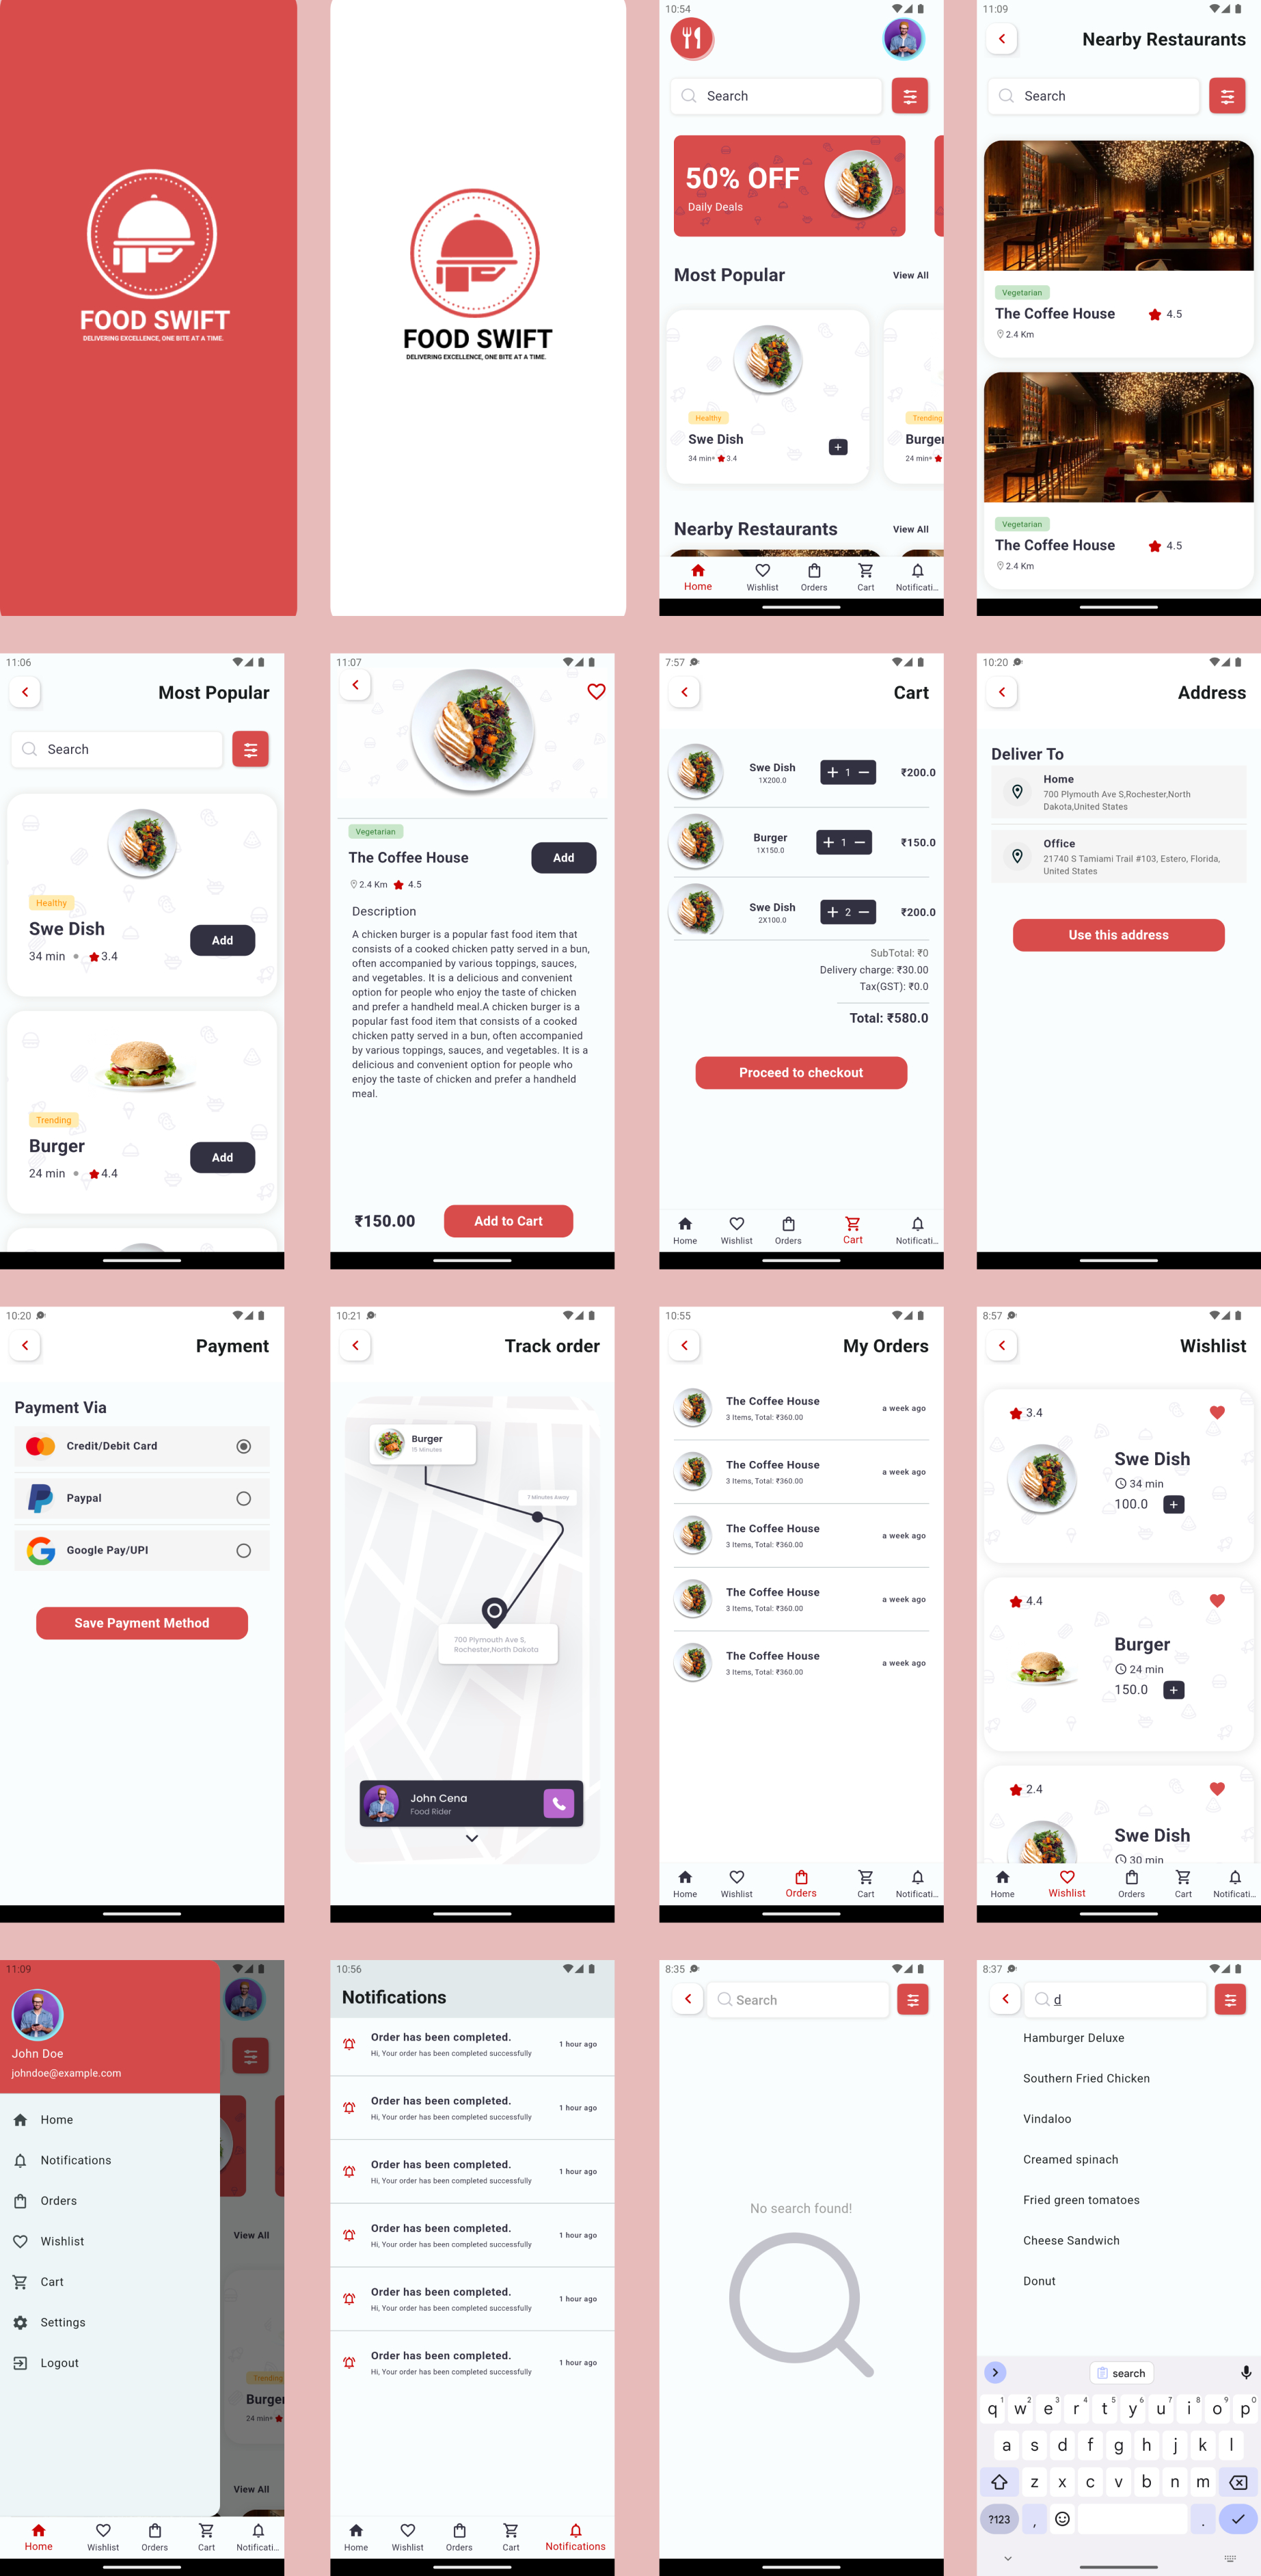 FOOD SWIFT
DELIVERING EXCELLENCE, ONE BITE AT A TIME.
FOOD SWIFT
DELIVERING EXCELLENCE, ONE BITE AT A TIME.
10:54
Search
50% OFF
Daily Deals
Most Popular
View All
Healthy
Swe Dish
34 min
3.4
Trending
Burger
24 min
Nearby Restaurants
View All
Home
Wishlist
Orders
Cart
Notificati...
11:09
Nearby Restaurants
Search
Vegetarian
The Coffee House
4.5
2.4 Km
Vegetarian
The Coffee House
4.5
2.4 Km
11:06
Most Popular
Search
Healthy
Swe Dish
Add
34 min
3.4
Trending
Burger
Add
24 min
4.4
11:07
Vegetarian
The Coffee House
Add
2.4 Km
4.5
Description
A chicken burger is a popular fast food item that
consists of a cooked chicken patty served in a bun,
often accompanied by various toppings, sauces,
and vegetables. It is a delicious and convenient
option for people who enjoy the taste of chicken
and prefer a handheld meal.A chicken burger is a
popular fast food item that consists of a cooked
chicken patty served in a bun, often accompanied
by various toppings, sauces, and vegetables. It is a
delicious and convenient option for people who
enjoy the taste of chicken and prefer a handheld
meal.
₹150.00
Add to Cart
7:57
Cart
Swe Dish
1X200.0
1
₹200.0
Burger
1X150.0
1
₹150.0
Swe Dish
2X100.0
2
₹200.0
SubTotal: ₹0
Delivery charge: ₹30.00
Tax(GST): ₹0.0
Total: ₹580.0
Proceed to checkout
Home
Wishlist
Orders
Cart
Notificati...
10:20
Address
Deliver To
Home
700 Plymouth Ave S,Rochester,North
Dakota,United States
Office
21740 S Tamiami Trail #103, Estero, Florida,
United States
Use this address
10:20
Payment
Payment Via
Credit/Debit Card
Paypal
Google Pay/UPI
Save Payment Method
10:21
Track order
Burger
15 Minutes
7 Minutes Away
700 Plymouth Ave S,
Rochester,North Dakota
John Cena
Food Rider
10:55
My Orders
The Coffee House
3 Items, Total: ₹360.00
a week ago
The Coffee House
3 Items, Total: ₹360.00
a week ago
The Coffee House
3 Items, Total: ₹360.00
a week ago
The Coffee House
3 Items, Total: ₹360.00
a week ago
The Coffee House
3 Items, Total: ₹360.00
a week ago
Home
Wishlist
Orders
Cart
Notificati...
8:57
Wishlist
3.4
Swe Dish
34 min
100.0
4.4
Burger
24 min
150.0
2.4
Swe Dish
30 min
Home
Wishlist
Orders
Cart
Notificati...
11:09
John Doe
johndoe@example.com
Home
Notifications
Orders
Wishlist
Cart
Settings
Logout
View All
Trending
Burger
24 min
View All
Home
Wishlist
Orders
Cart
Notificati...
10:56
Notifications
Order has been completed.
Hi, Your order has been completed successfully
1 hour ago
Order has been completed.
Hi, Your order has been completed successfully
1 hour ago
Order has been completed.
Hi, Your order has been completed successfully
1 hour ago
Order has been completed.
Hi, Your order has been completed successfully
1 hour ago
Order has been completed.
Hi, Your order has been completed successfully
1 hour ago
Order has been completed.
Hi, Your order has been completed successfully
1 hour ago
Home
Wishlist
Orders
Cart
Notifications
8:35
Search
No search found!
8:37
d
Hamburger Deluxe
Southern Fried Chicken
Vindaloo
Creamed spinach
Fried green tomatoes
Cheese Sandwich
Donut
search
q1 w2 e3 r4 t5 y6 u7 i8 o9 p0
a s d f g h j k l
z x c v b n m
?123 , .